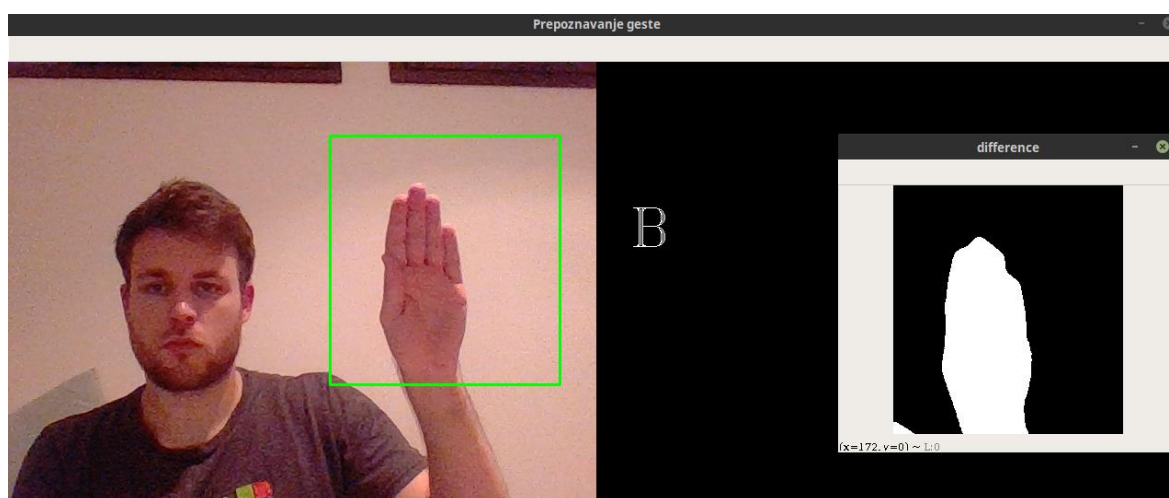 Prepoznavanje geste
difference
B
(x=172, y=0) ~ L:0